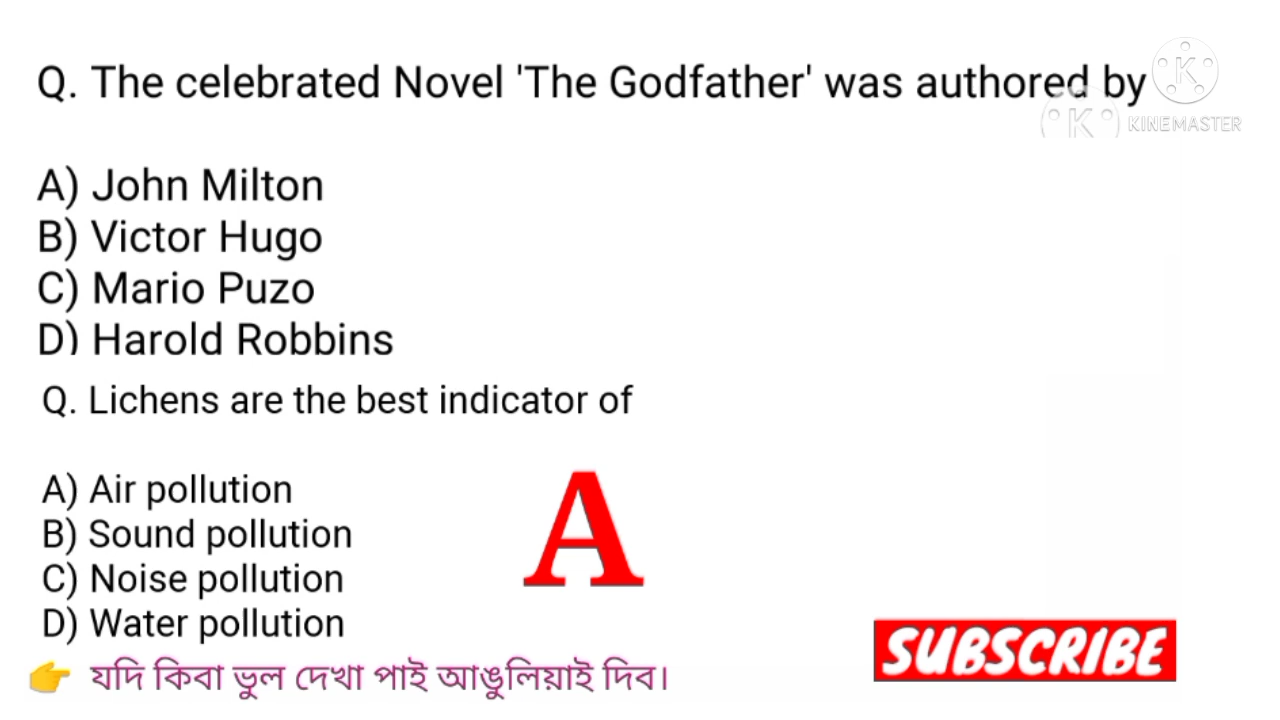 Q. The celebrated Novel 'The Godfather' was authored by
KINEMASTER
A) John Milton
B) Victor Hugo
C) Mario Puzo
D) Harold Robbins
Q. Lichens are the best indicator of
A) Air pollution
B) Sound pollution
C) Noise pollution
D) Water pollution
A
SUBSCRIBE
👉 যদি কিবা ভুল দেখা পাই আঙুলিয়াই দিব।